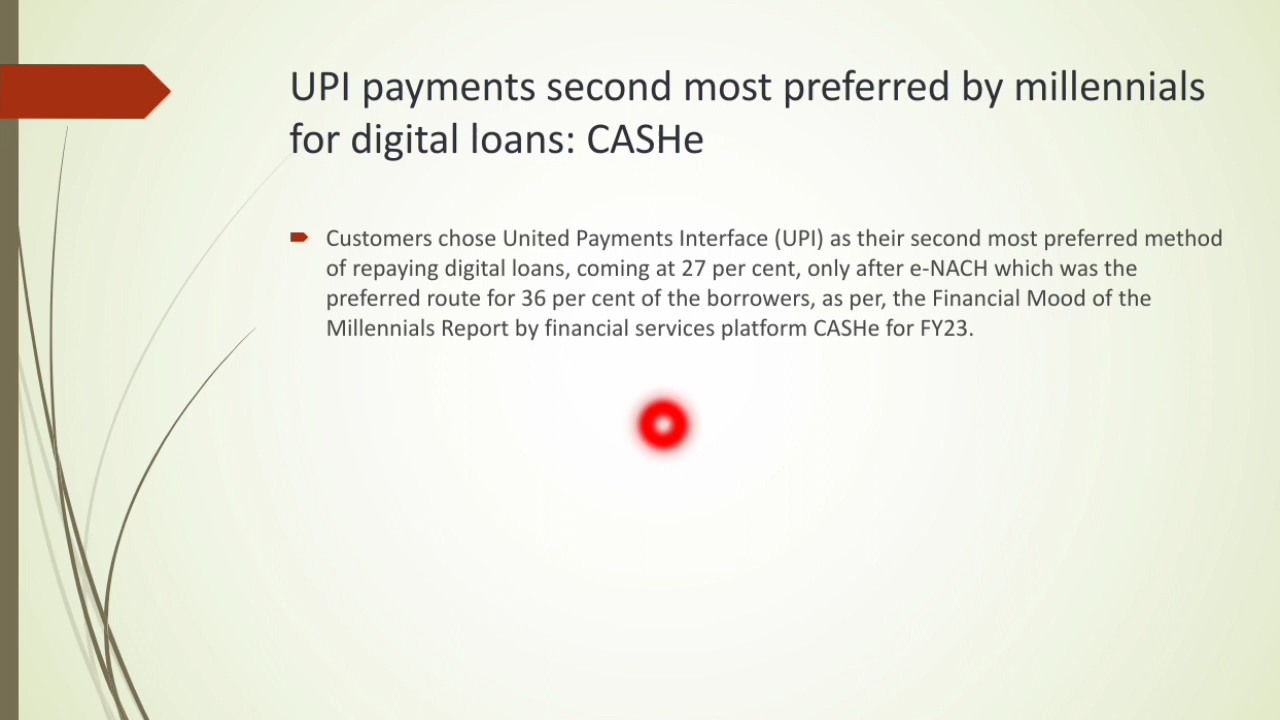 UPI payments second most preferred by millennials
for digital loans: CASHe
Customers chose United Payments Interface (UPI) as their second most preferred method
of repaying digital loans, coming at 27 per cent, only after e-NACH which was the
preferred route for 36 per cent of the borrowers, as per, the Financial Mood of the
Millennials Report by financial services platform CASHe for FY23.